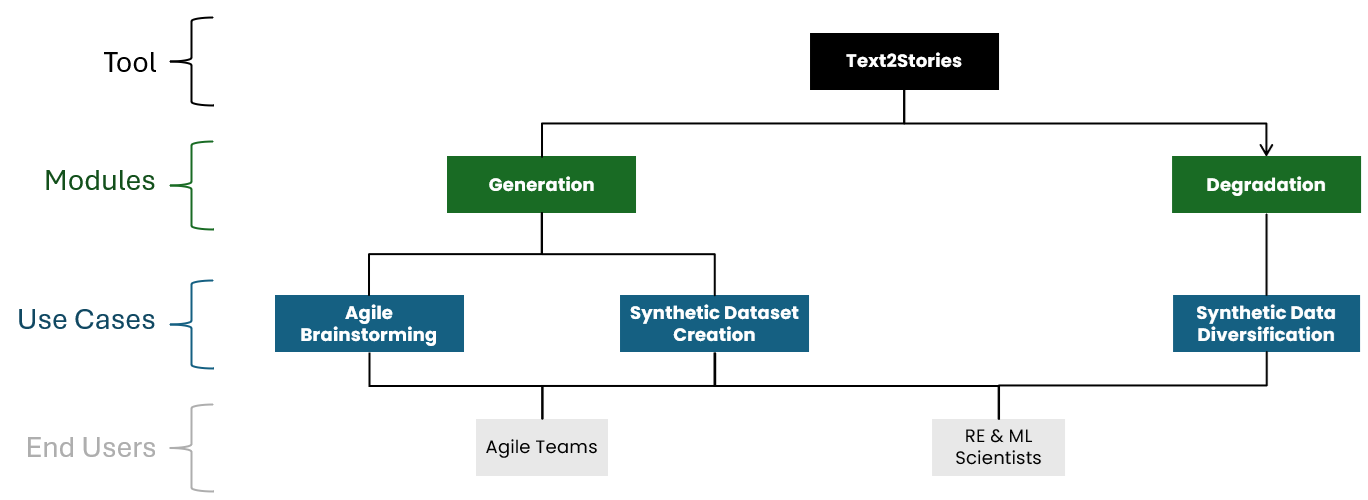 Tool
Text2Stories
Modules
Generation
Degradation
Use Cases
Agile
Brainstorming
Synthetic Dataset
Creation
Synthetic Data
Diversification
End Users
Agile Teams
RE & ML
Scientists